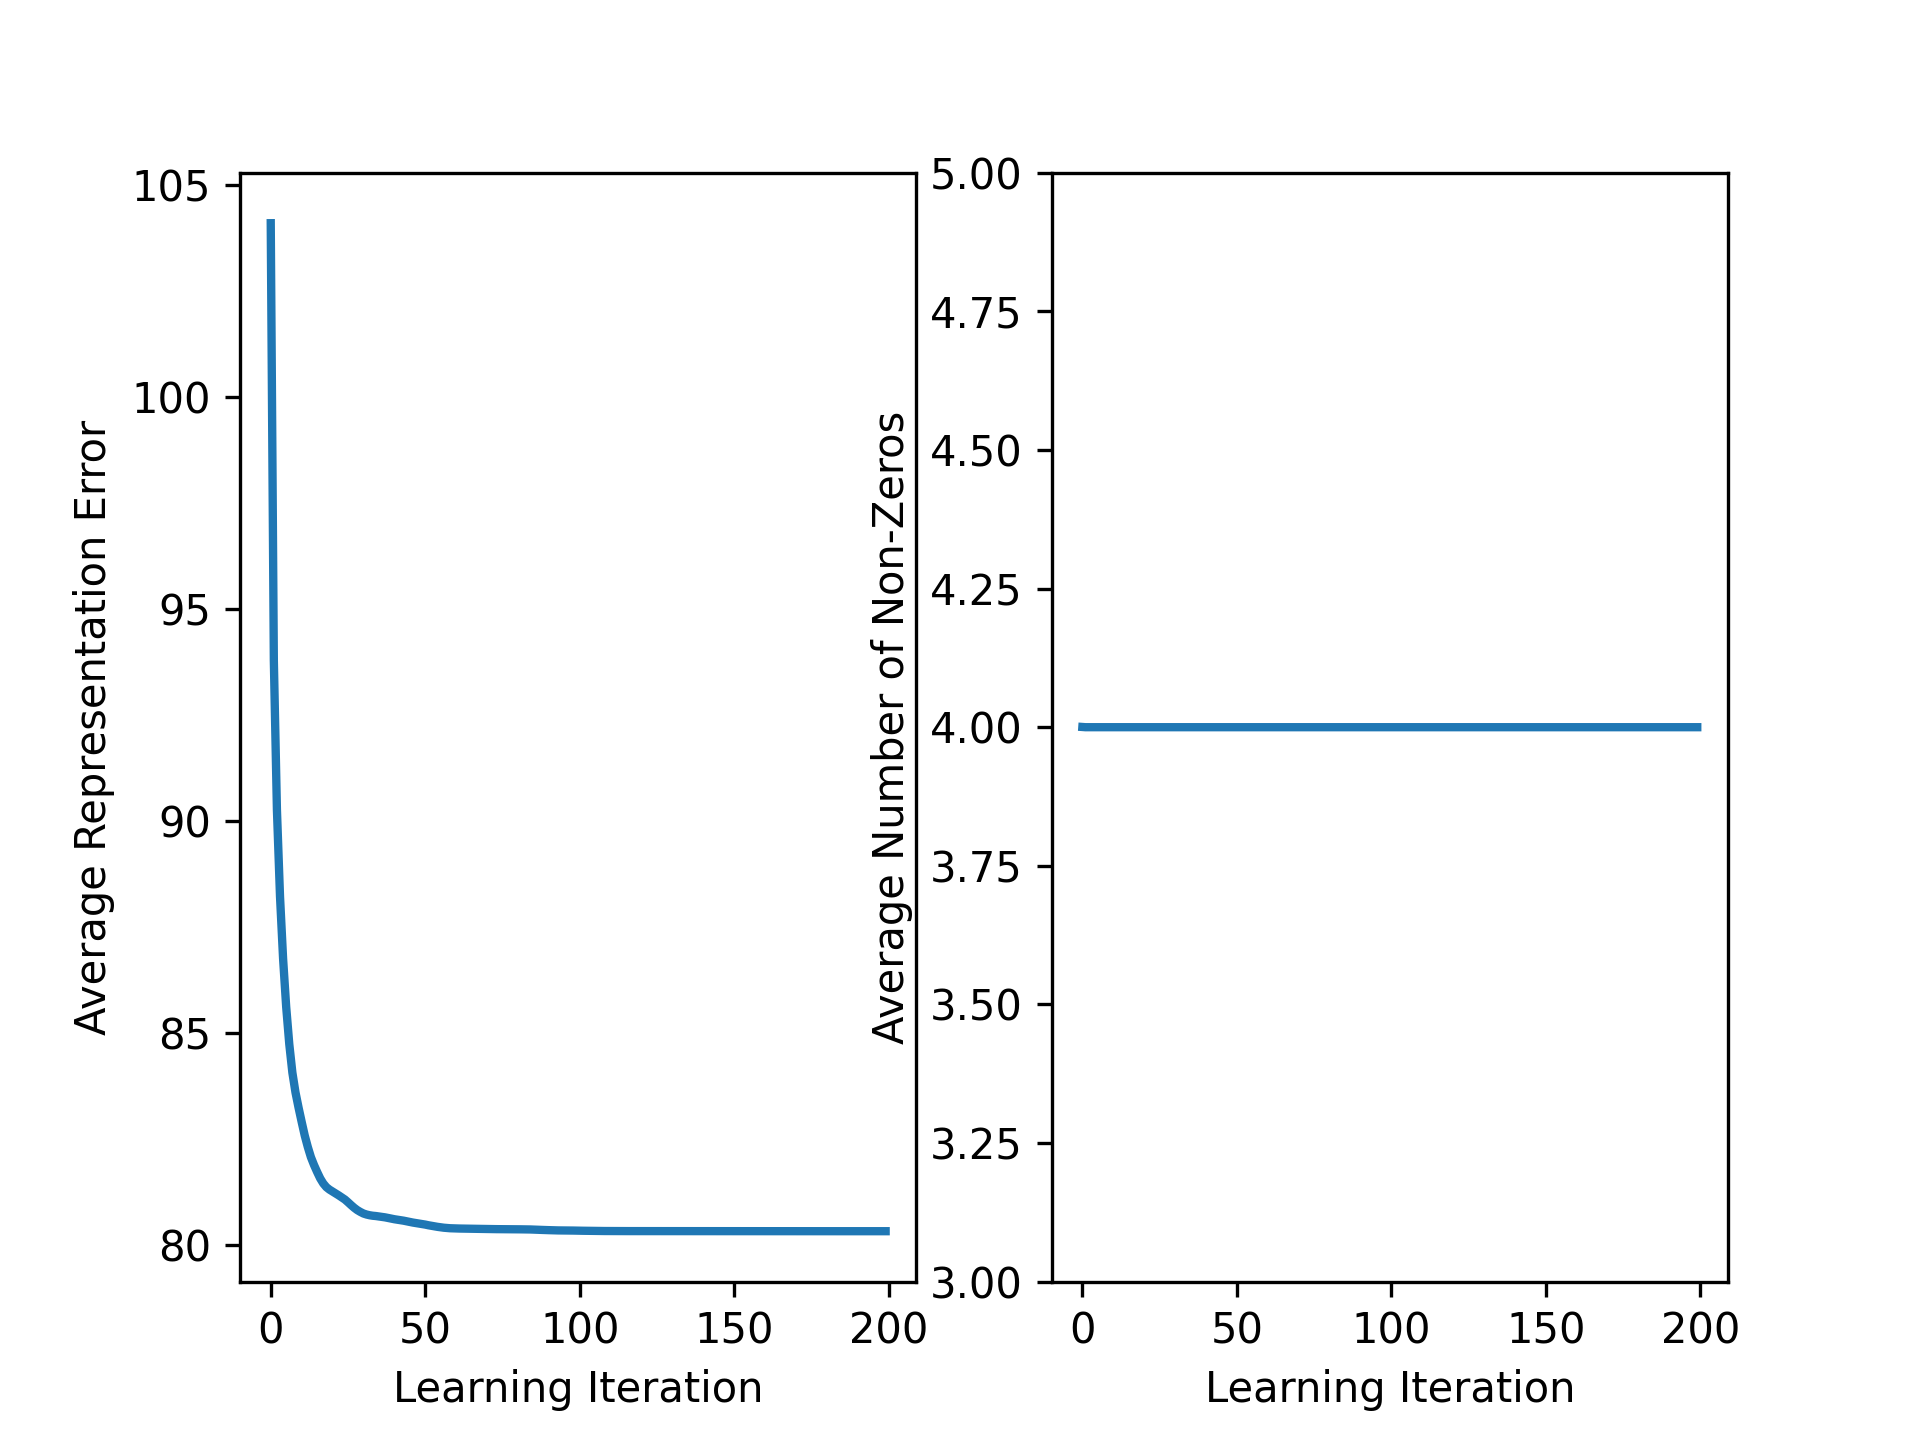 105
100
95
90
85
80
Average Representation Error
0 50 100 150 200
Learning Iteration
5.00
4.75
4.50
4.25
4.00
3.75
3.50
3.25
3.00
Average Number of Non-Zeros
0 50 100 150 200
Learning Iteration